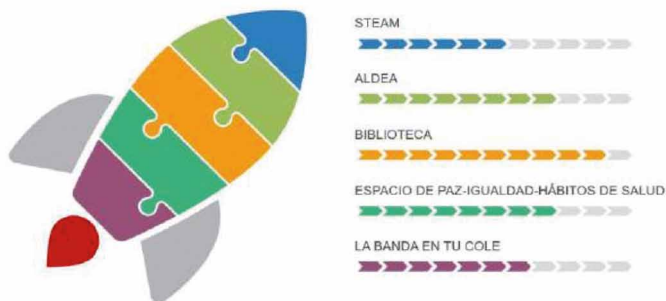 STEAM
ALDEA
BIBLIOTECA
ESPACIO DE PAZ-IGUALDAD-HÁBITOS DE SALUD
LA BANDA EN TU COLE